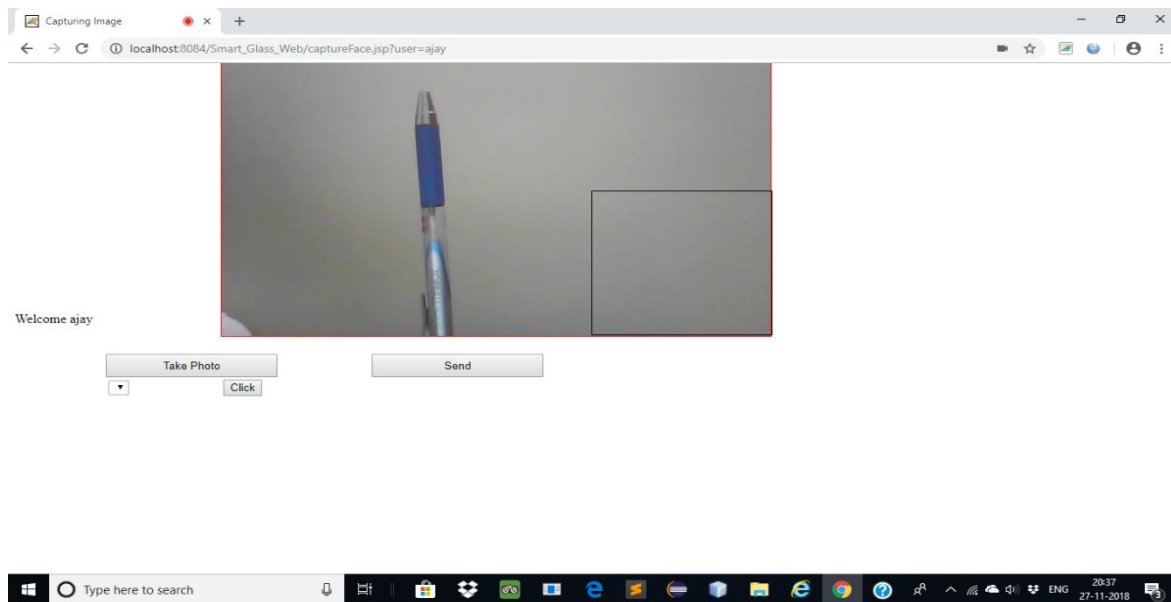 Capturing Image
localhost:8084/Smart_Glass_Web/captureFace.jsp?user=ajay
Welcome ajay
Take Photo
Send
Click
Type here to search
ENG
20:37
27-11-2018
3